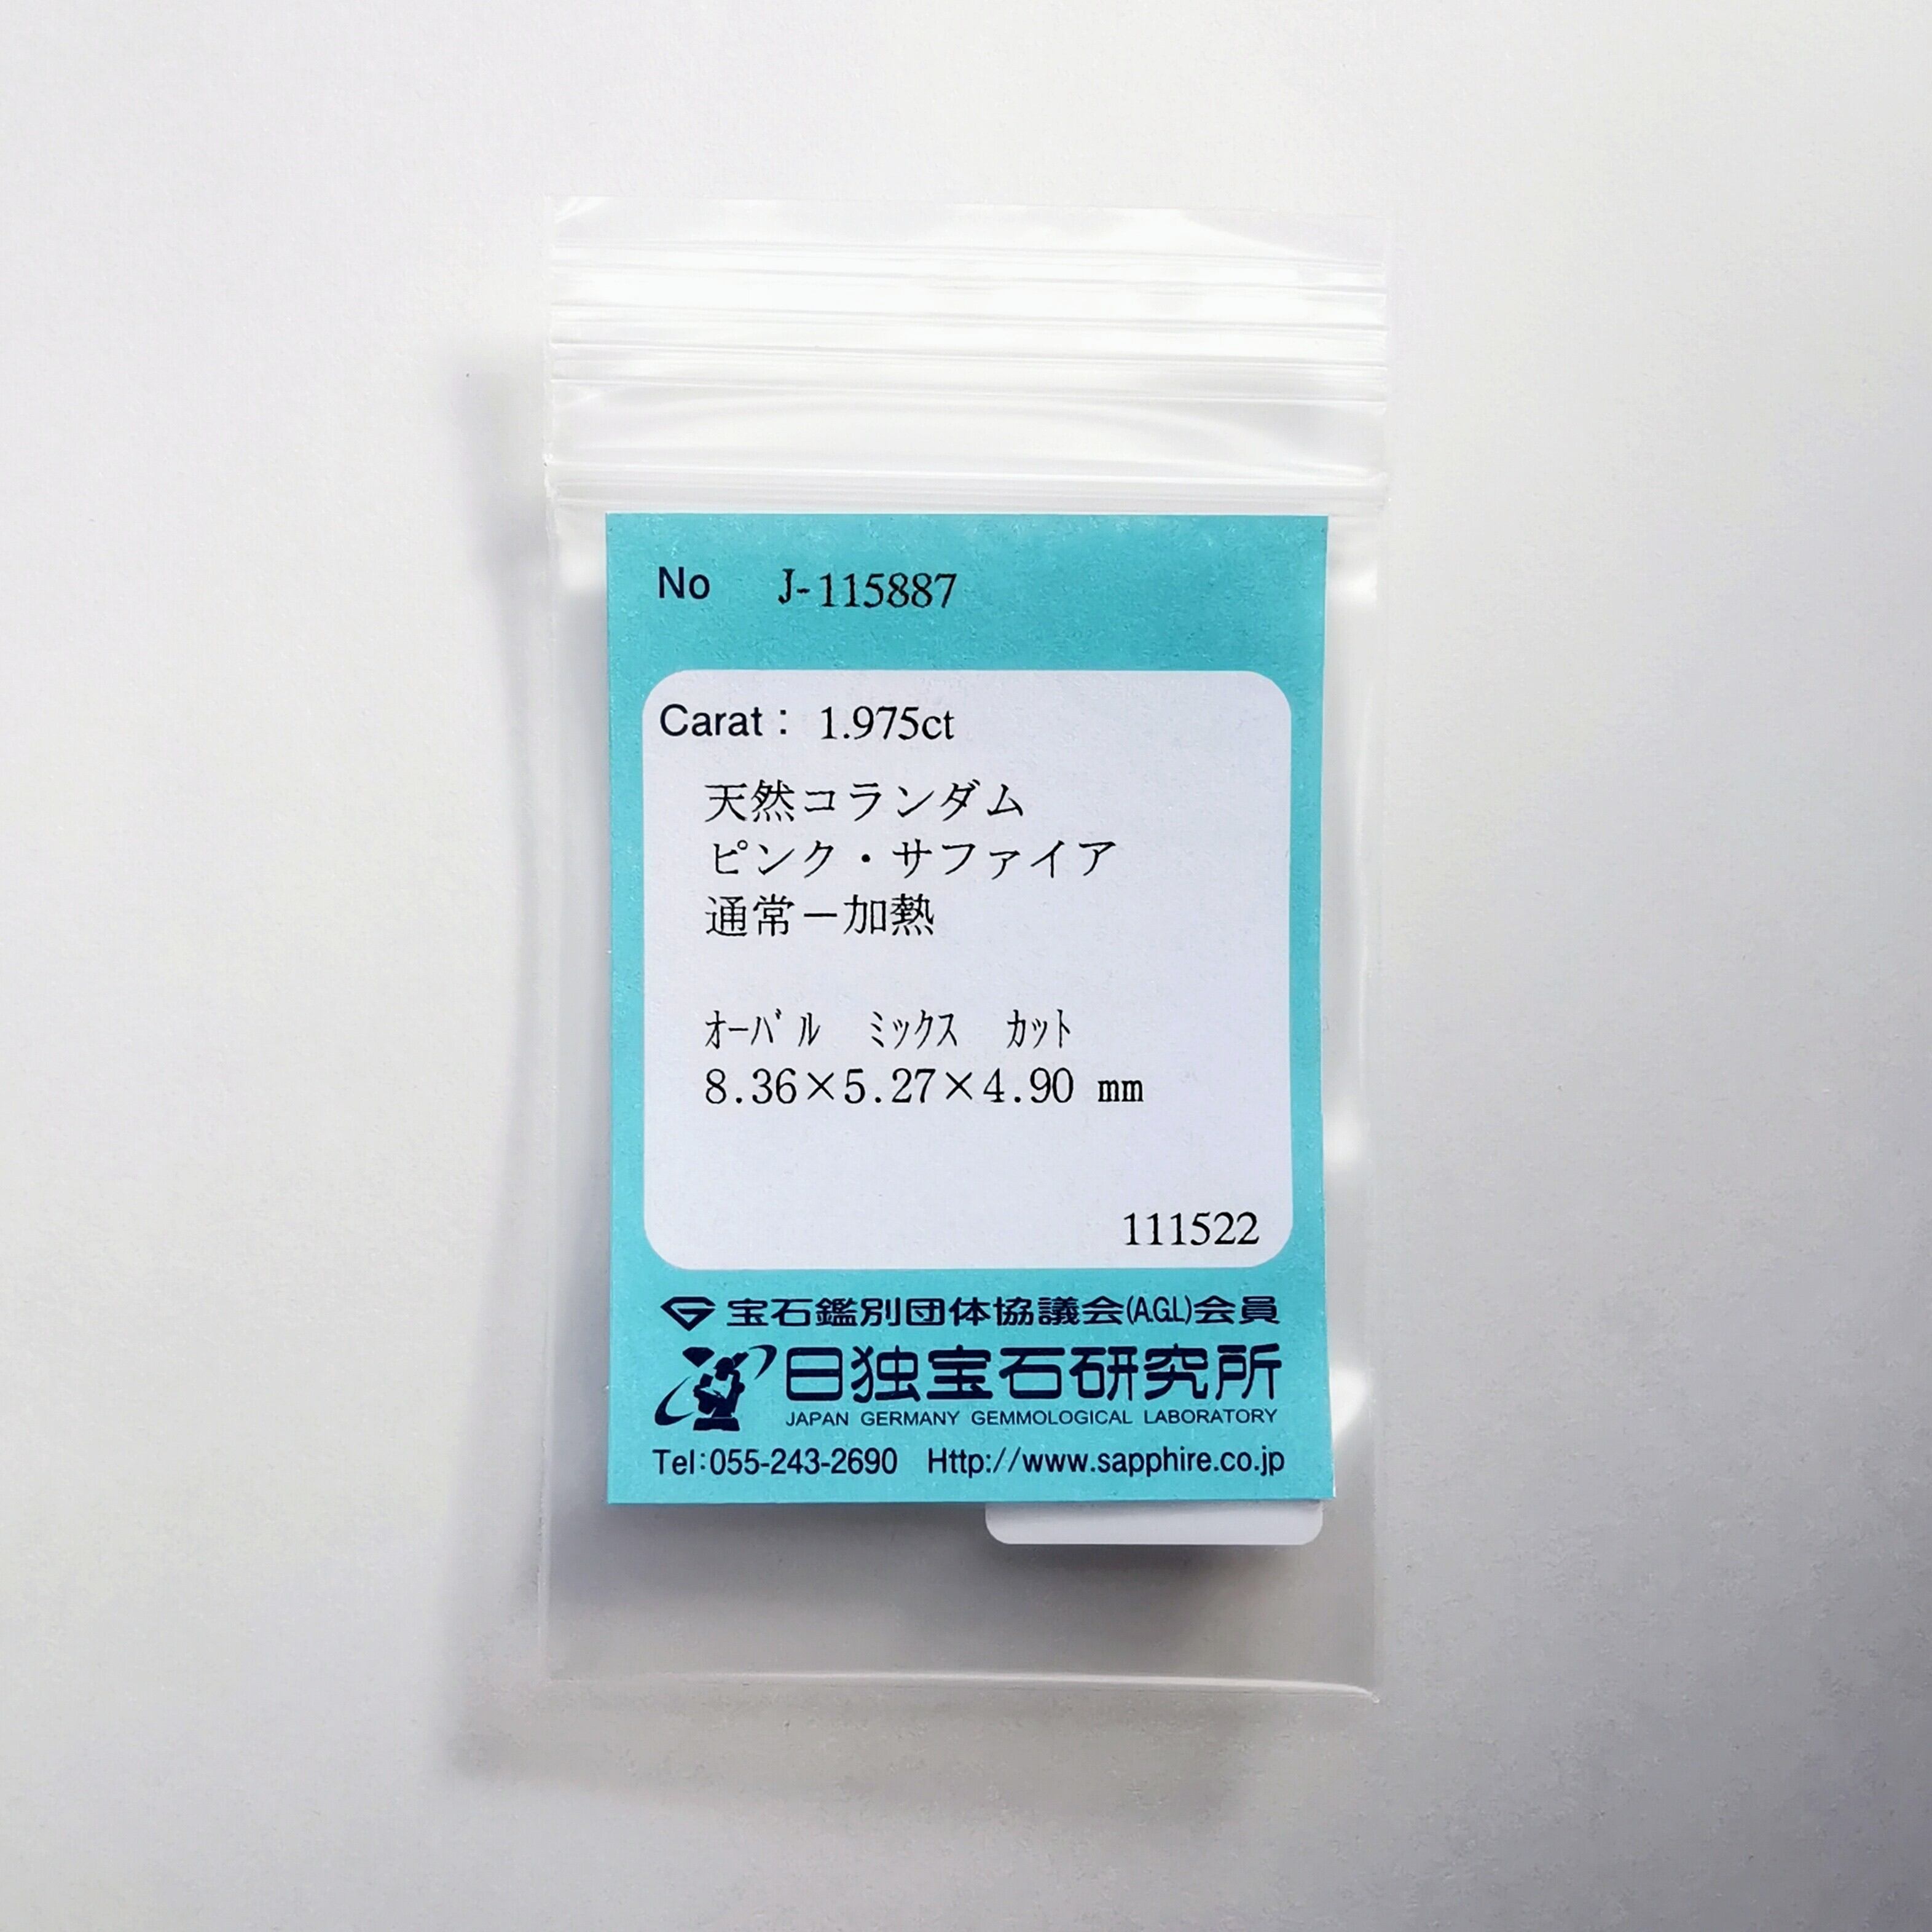 No J-115887
Carat： 1.975ct
天然コランダム
ピンク・サファイア
通常－加熱
ｵｰﾊﾞﾙ ﾐｯｸｽ ｶｯﾄ
8.36×5.27×4.90 mm
111522
宝石鑑別団体協議会(A.G.L)会員
日独宝石研究所
JAPAN GERMANY GEMMOLOGICAL LABORATORY
Tel:055-243-2690 Http://www.sapphire.co.jp